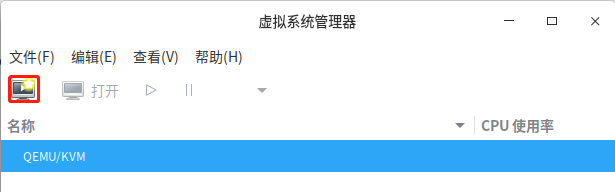 虚拟系统管理器
文件(F) 编辑(E) 查看(V) 帮助(H)
打开
名称 CPU 使用率
QEMU/KVM